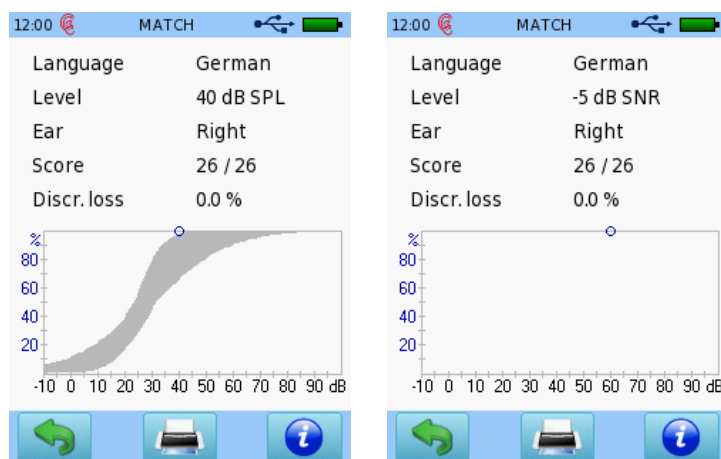 12:00 MATCH
Language German
Level 40 dB SPL
Ear Right
Score 26 / 26
Discr. loss 0.0 %
%
80
60
40
20
-10 0 10 20 30 40 50 60 70 80 90 dB
12:00 MATCH
Language German
Level -5 dB SNR
Ear Right
Score 26 / 26
Discr. loss 0.0 %
%
80
60
40
20
-10 0 10 20 30 40 50 60 70 80 90 dB
i
i